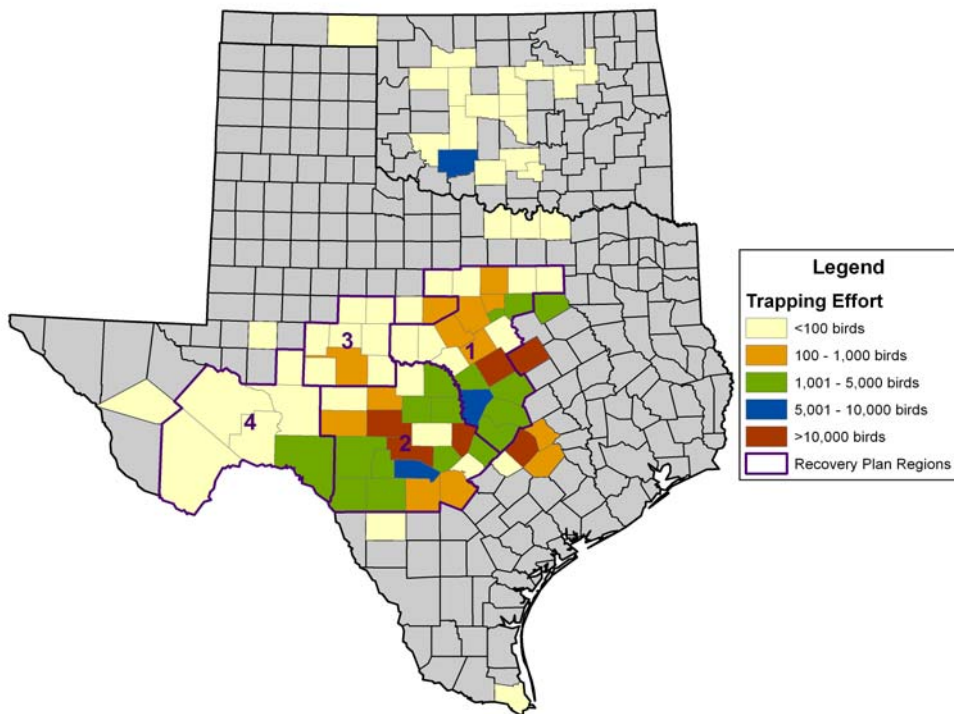 3
1
4
2
Legend
Trapping Effort
<100 birds
100 - 1,000 birds
1,001 - 5,000 birds
5,001 - 10,000 birds
>10,000 birds
Recovery Plan Regions